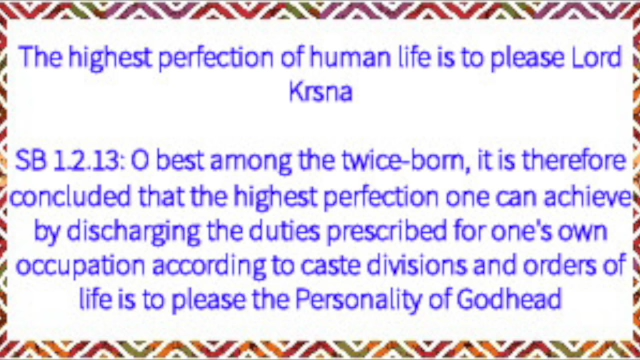 The highest perfection of human life is to please Lord
Krsna
SB 1.2.13: O best among the twice-born, it is therefore
concluded that the highest perfection one can achieve
by discharging the duties prescribed for one's own
occupation according to caste divisions and orders of
life is to please the Personality of Godhead